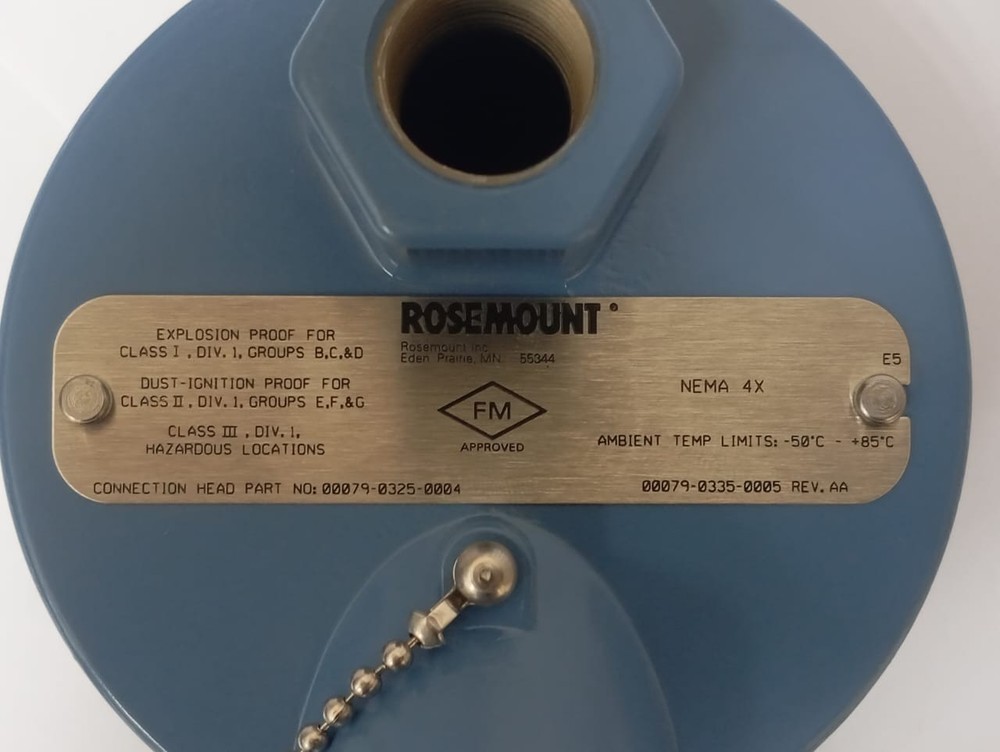 ROSEMOUNT®
Rosemount Inc.
Eden Prairie, MN. 55344
EXPLOSION PROOF FOR
CLASS I, DIV. 1, GROUPS B,C,&D
DUST-IGNITION PROOF FOR
CLASS II, DIV. 1, GROUPS E,F,&G
CLASS III, DIV. 1,
HAZARDOUS LOCATIONS
CONNECTION HEAD PART NO: 00079-0325-0004
FM
APPROVED
E5
NEMA 4X
AMBIENT TEMP LIMITS: -50°C - +85°C
00079-0335-0005 REV. AA